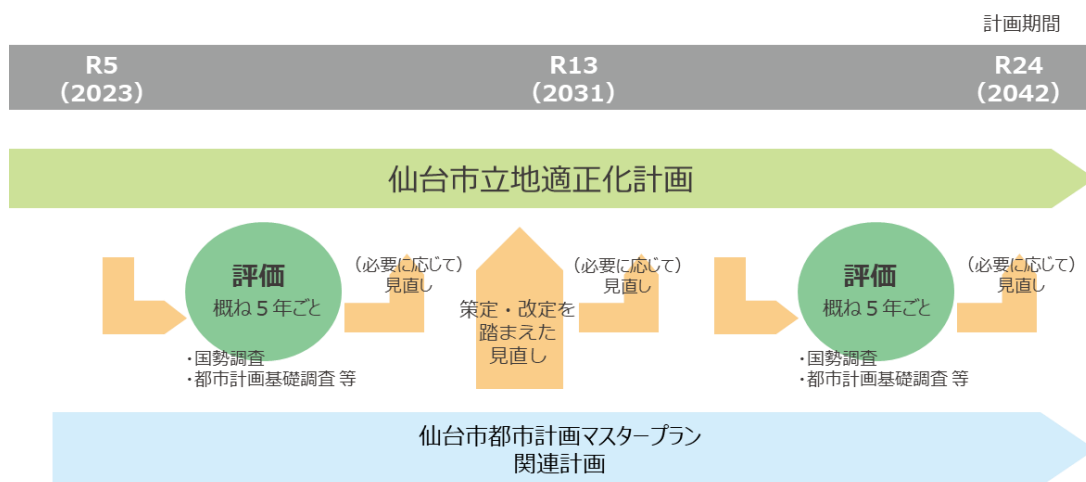 計画期間
R5
（2023）
R13
（2031）
R24
（2042）
仙台市立地適正化計画
評価
概ね５年ごと
・国勢調査
・都市計画基礎調査 等
（必要に応じて）
見直し
策定・改定を
踏まえた
見直し
（必要に応じて）
見直し
評価
概ね５年ごと
・国勢調査
・都市計画基礎調査 等
（必要に応じて）
見直し
仙台市都市計画マスタープラン
関連計画